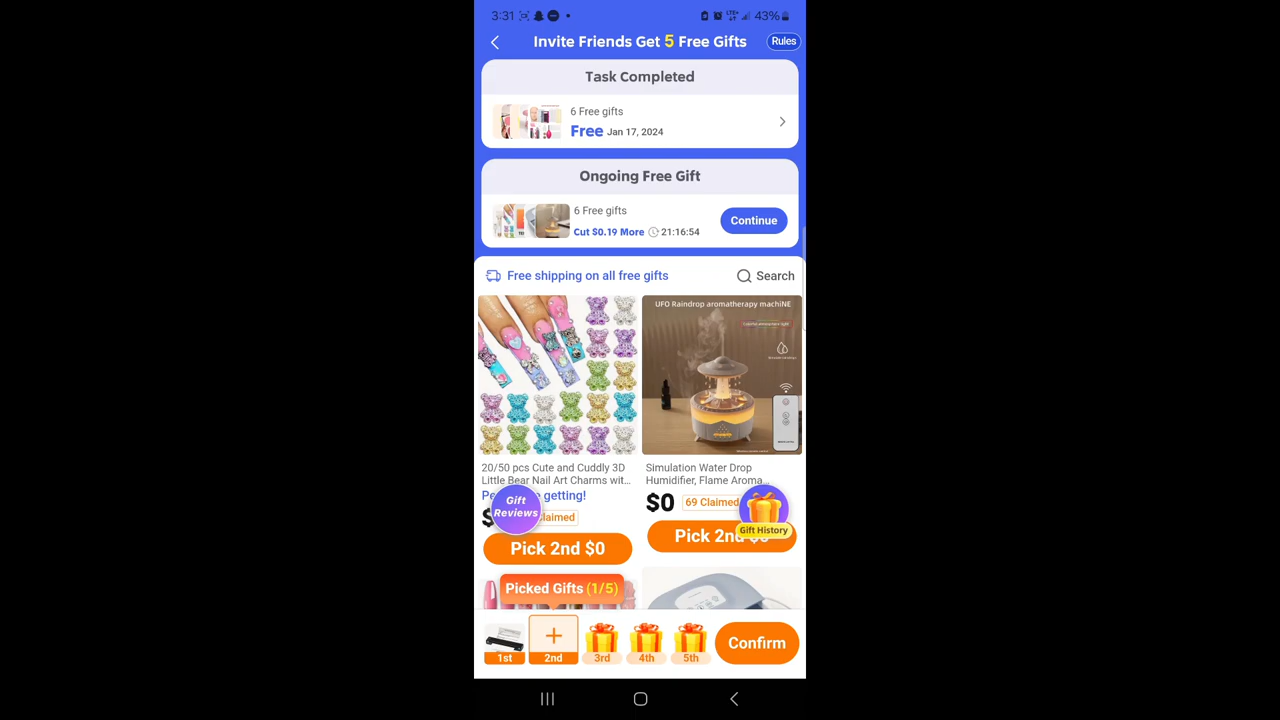 3:31
LTE+
43%
Invite Friends Get 5 Free Gifts
Rules
Task Completed
6 Free gifts
Free Jan 17, 2024
Ongoing Free Gift
6 Free gifts
Cut $0.19 More 21:16:54
Continue
Free shipping on all free gifts
Search
UFO Raindrop aromatherapy machiNE
20/50 pcs Cute and Cuddly 3D
Little Bear Nail Art Charms wit...
getting!
Gift
Reviews
Pick 2nd $0
Simulation Water Drop
Humidifier, Flame Aroma...
$0 69 Claimed
Pick 2nd $0
Gift History
Picked Gifts (1/5)
1st
2nd
3rd
4th
5th
Confirm